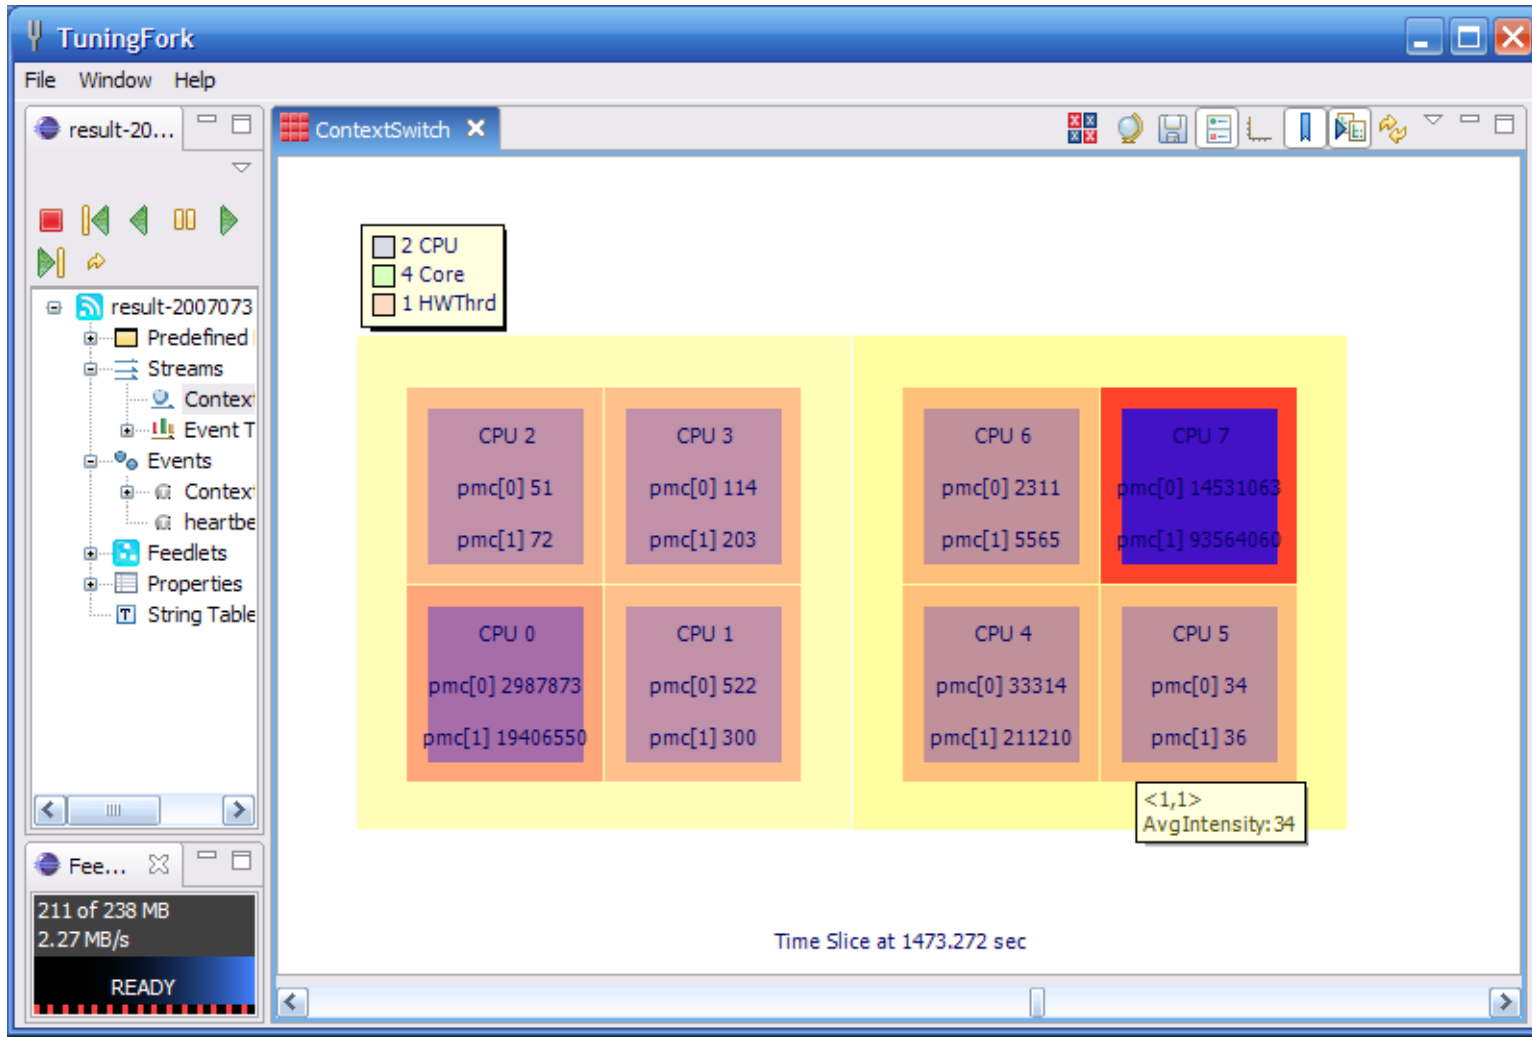 TuningFork
File Window Help
result-20...
ContextSwitch
result-2007073
Predefined
Streams
Contex
Event T
Events
Contex
heartbe
Feedlets
Properties
T String Table
Fee...
211 of 238 MB
2.27 MB/s
READY
2 CPU
4 Core
1 HWThrd
CPU 2
pmc[0] 51
pmc[1] 72
CPU 3
pmc[0] 114
pmc[1] 203
CPU 6
pmc[0] 2311
pmc[1] 5565
CPU 7
pmc[0] 14531063
pmc[1] 93564060
CPU 0
pmc[0] 2987873
pmc[1] 19406550
CPU 1
pmc[0] 522
pmc[1] 300
CPU 4
pmc[0] 33314
pmc[1] 211210
CPU 5
pmc[0] 34
pmc[1] 36
<1,1>
AvgIntensity:34
Time Slice at 1473.272 sec